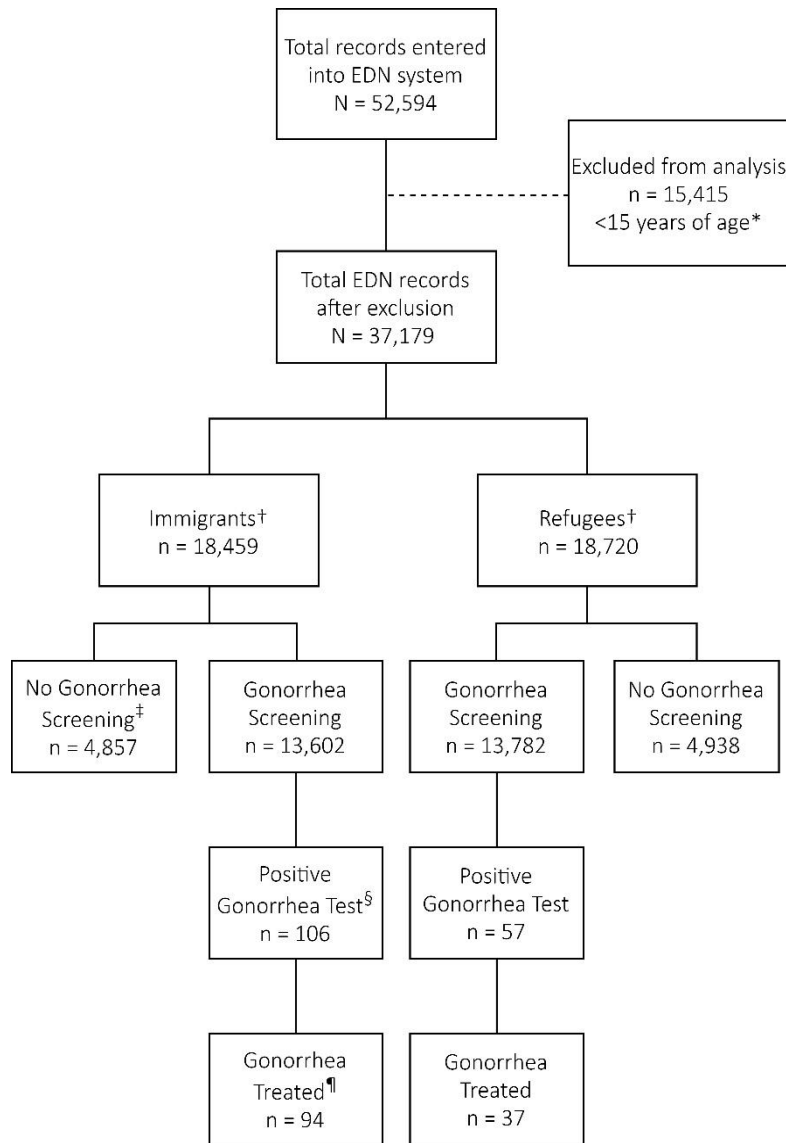 Total records entered
into EDN system
N = 52,594
Excluded from analysis
n = 15,415
<15 years of age*
Total EDN records
after exclusion
N = 37,179
Immigrants†
n = 18,459
Refugees†
n = 18,720
No Gonorrhea
Screening‡
n = 4,857
Gonorrhea
Screening
n = 13,602
Gonorrhea
Screening
n = 13,782
No Gonorrhea
Screening
n = 4,938
Positive
Gonorrhea Test§
n = 106
Positive
Gonorrhea Test
n = 57
Gonorrhea
Treated¶
n = 94
Gonorrhea
Treated
n = 37